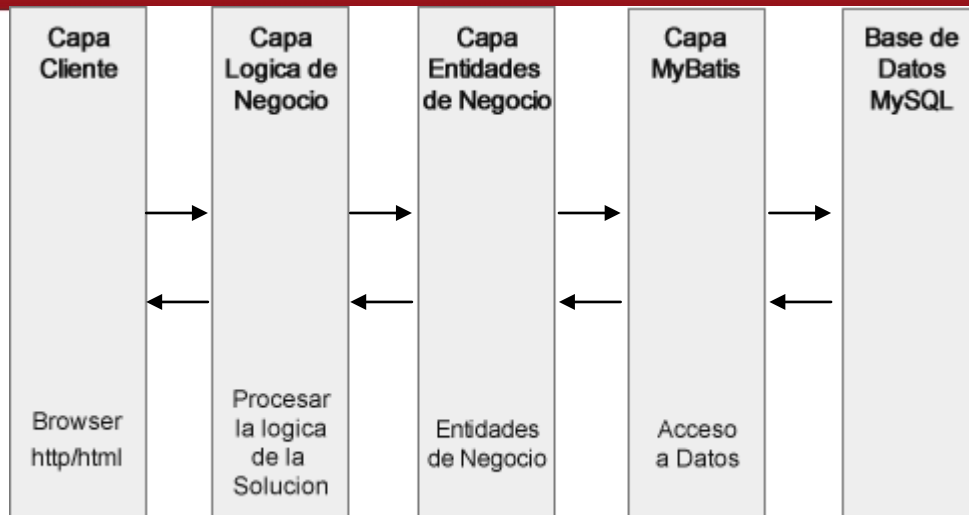 Capa
Cliente
Capa
Logica de
Negocio
Capa
Entidades
de Negocio
Capa
MyBatis
Base de
Datos
MySQL
Browser
http/html
Procesar
la logica
de la
Solucion
Entidades
de Negocio
Acceso
a Datos